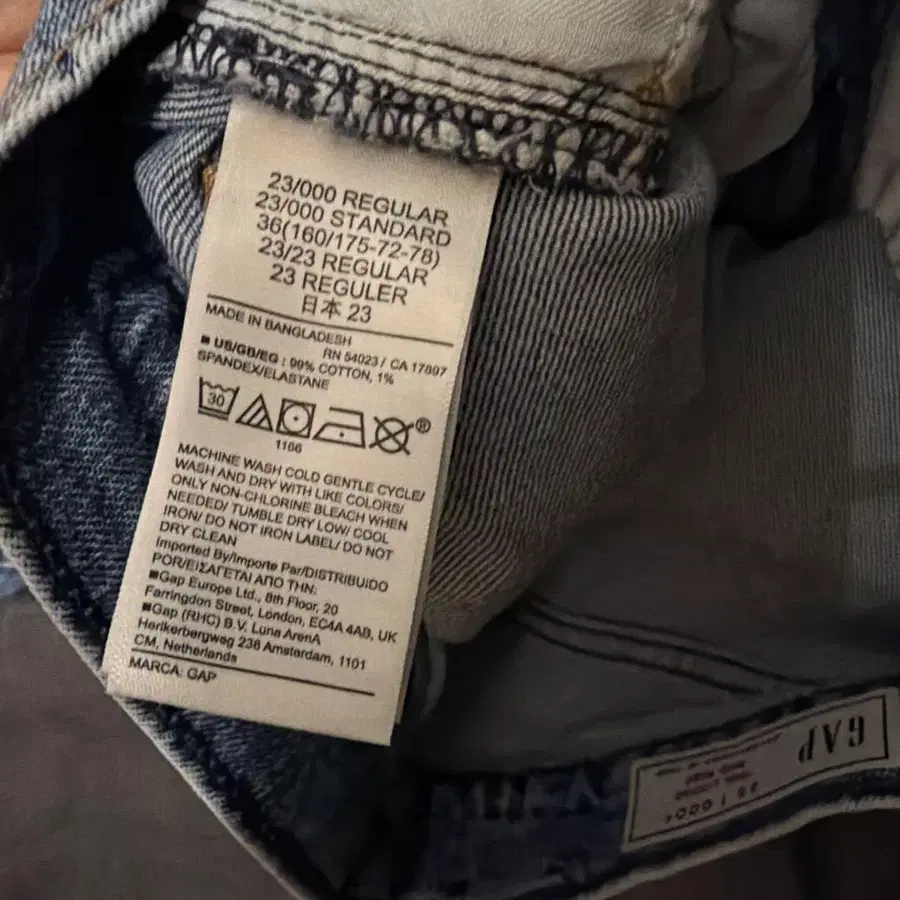 23/000 REGULAR
23/000 STANDARD
36(160/175-72-78)
23/23 REGULAR
23 REGULER
日本 23
MADE IN BANGLADESH
RN 54023 / CA 17897
■ US/GB/EG : 99% COTTON, 1%
SPANDEX/ELASTANE
30
®
1166
MACHINE WASH COLD GENTLE CYCLE/
WASH AND DRY WITH LIKE COLORS/
ONLY NON-CHLORINE BLEACH WHEN
NEEDED/ TUMBLE DRY LOW/ COOL
IRON/ DO NOT IRON LABEL/ DO NOT
DRY CLEAN
Imported By/Importe Par/DISTRIBUIDO
POR/ΕΙΣΑΓΕΤΑΙ ΑΠΟ ΤΗΝ:
■Gap Europe Ltd., 8th Floor, 20
Farringdon Street, London, EC4A 4AB, UK
■Gap (RHC) B.V. Luna ArenA
Herikerbergweg 238 Amsterdam, 1101
CM, Netherlands
MARCA: GAP
GAP